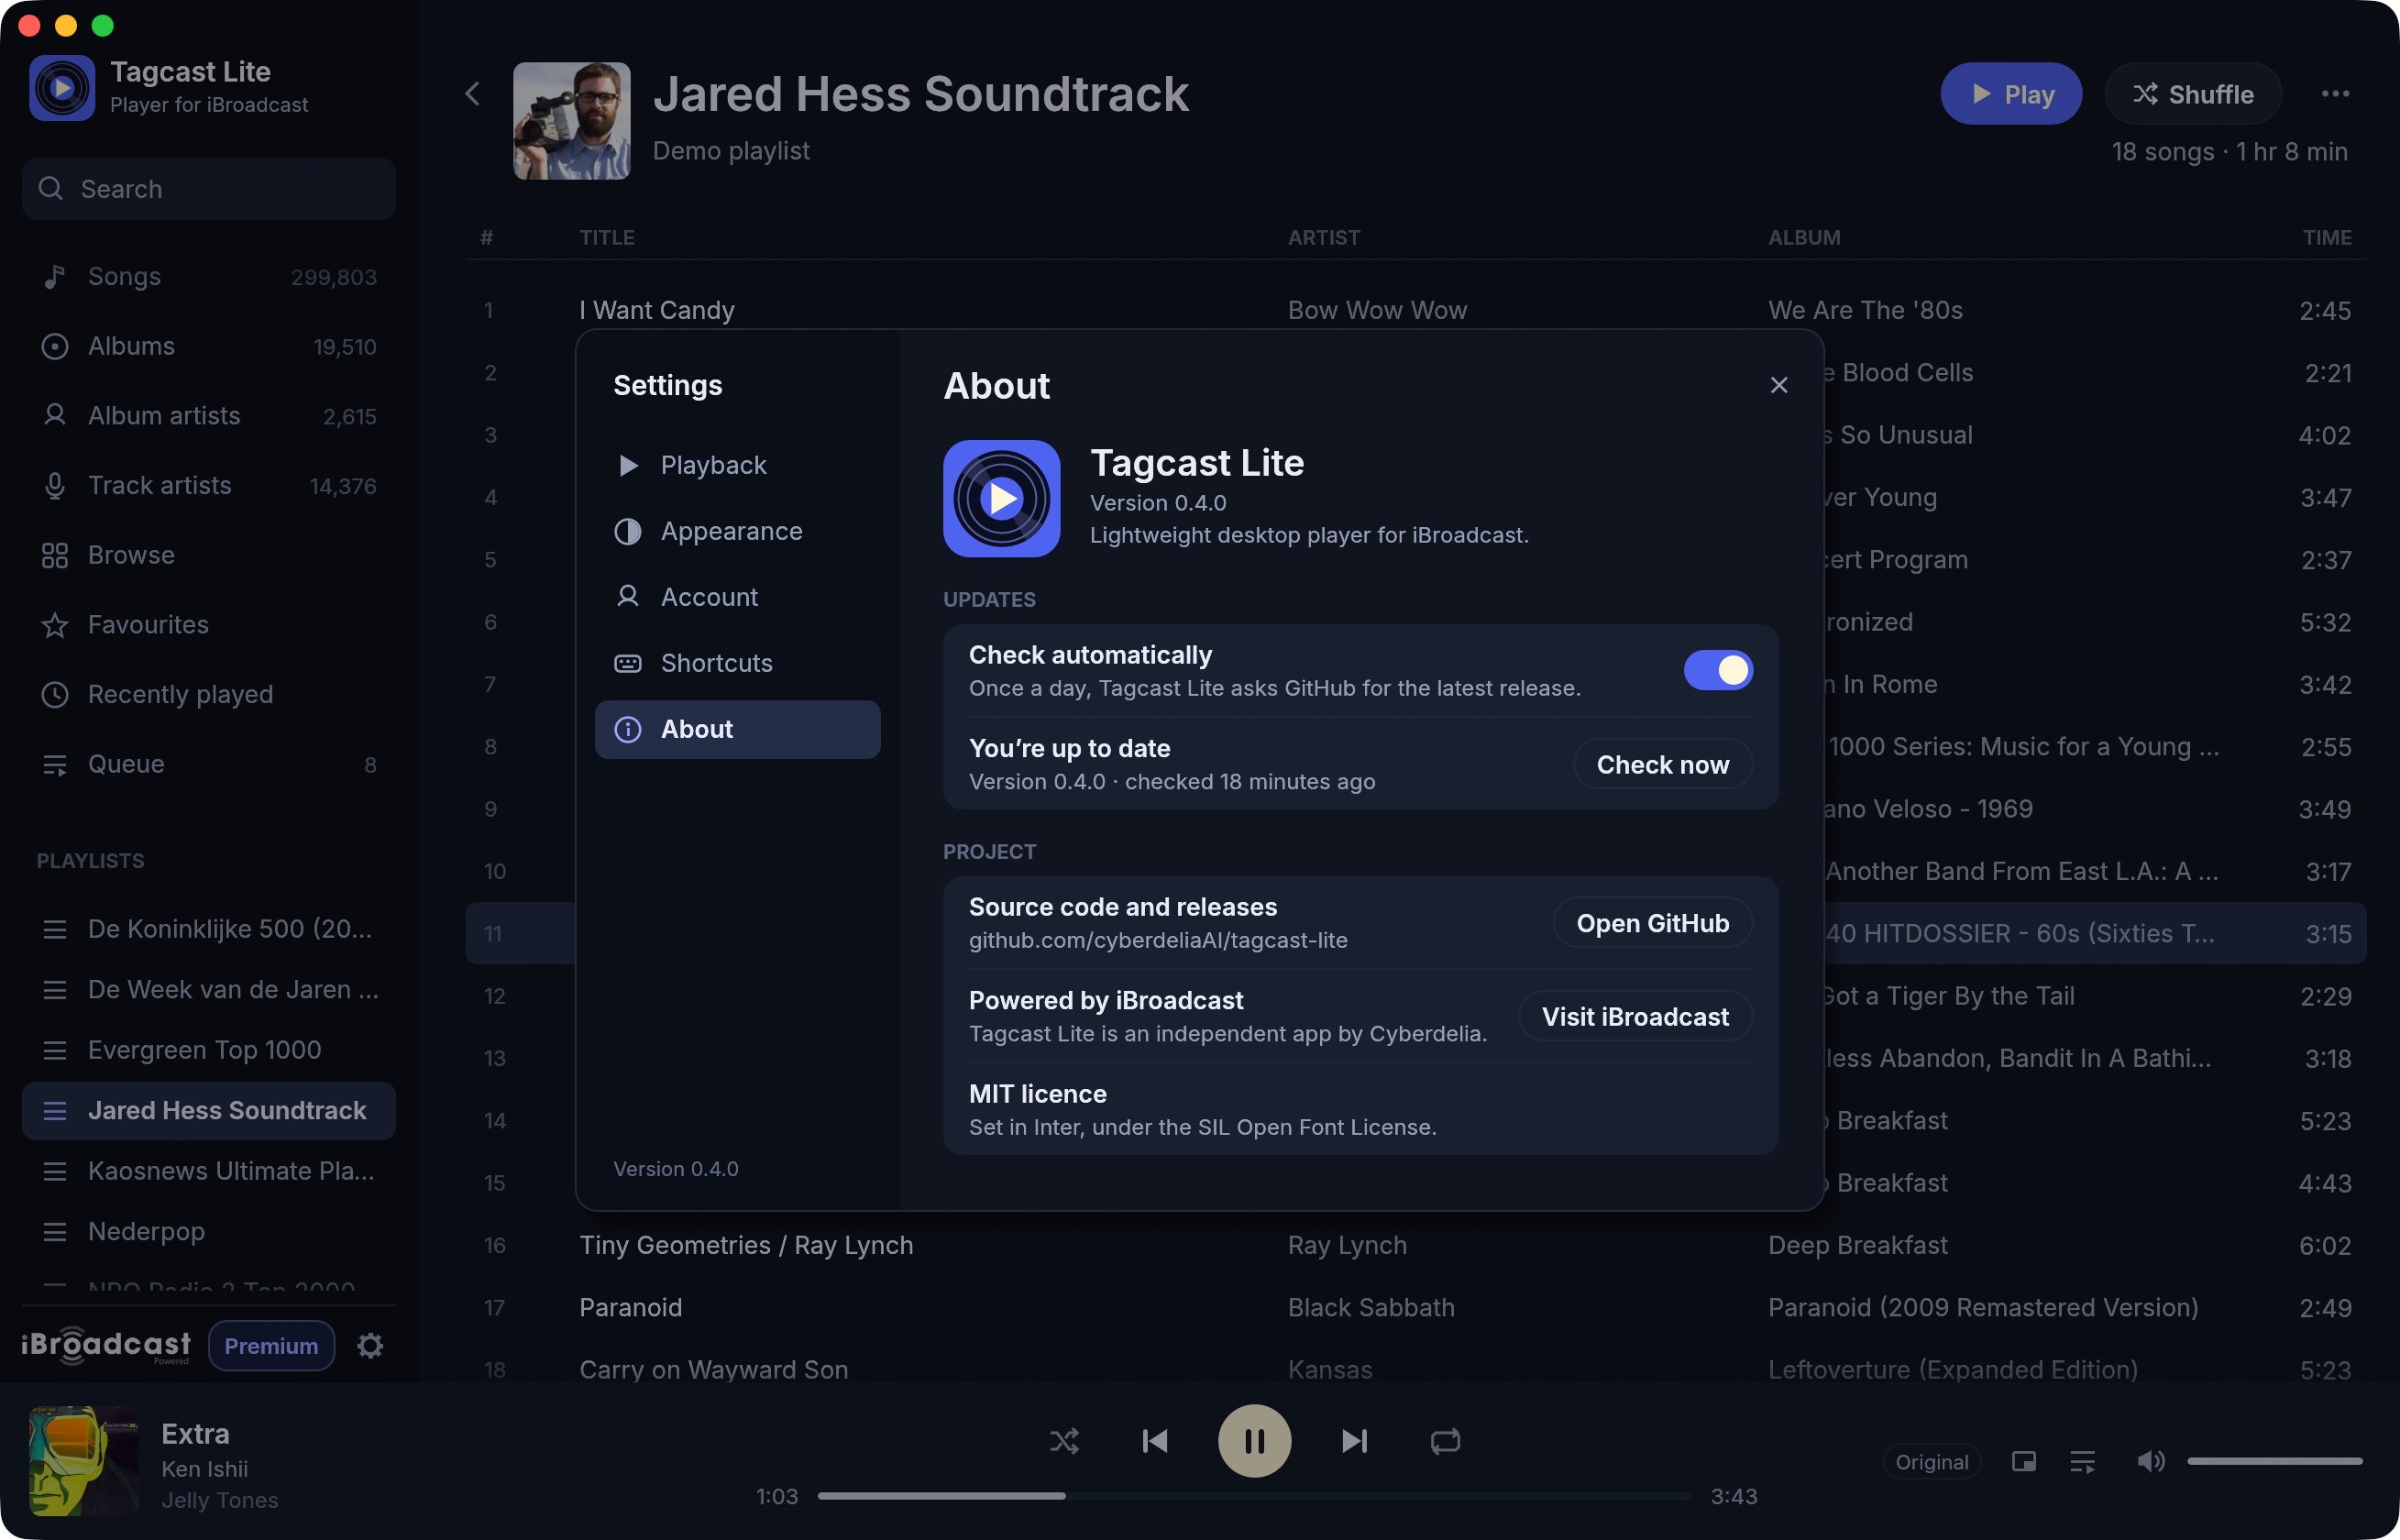 Tagcast Lite
Player for iBroadcast
Search
Songs 299,803
Albums 19,510
Album artists 2,615
Track artists 14,376
Browse
Favourites
Recently played
Queue 8
PLAYLISTS
De Koninklijke 500 (20...
De Week van de Jaren ...
Evergreen Top 1000
Jared Hess Soundtrack
Kaosnews Ultimate Pla...
Nederpop
NPO Radio 2 Top 2000
iBroadcast
Powered
Premium
Jared Hess Soundtrack
Demo playlist
Play
Shuffle
18 songs · 1 hr 8 min
# TITLE ARTIST ALBUM TIME
1 I Want Candy Bow Wow Wow We Are The '80s 2:45
2 Blood Cells 2:21
3 So Unusual 4:02
4 Young 3:47
5 Program 2:37
6 5:32
7 In Rome 3:42
8 1000 Series: Music for a Young ... 2:55
9 Veloso - 1969 3:49
10 Another Band From East L.A.: A ... 3:17
11 40 HITDOSSIER - 60s (Sixties T... 3:15
12 Got a Tiger By the Tail 2:29
13 Abandon, Bandit In A Bathi... 3:18
14 Breakfast 5:23
15 Breakfast 4:43
16 Tiny Geometries / Ray Lynch Ray Lynch Deep Breakfast 6:02
17 Paranoid Black Sabbath Paranoid (2009 Remastered Version) 2:49
18 Carry on Wayward Son Kansas Leftoverture (Expanded Edition) 5:23
Settings
Playback
Appearance
Account
Shortcuts
About
Version 0.4.0
About
Tagcast Lite
Version 0.4.0
Lightweight desktop player for iBroadcast.
UPDATES
Check automatically
Once a day, Tagcast Lite asks GitHub for the latest release.
You’re up to date
Version 0.4.0 · checked 18 minutes ago
Check now
PROJECT
Source code and releases
github.com/cyberdeliaAI/tagcast-lite
Open GitHub
Powered by iBroadcast
Tagcast Lite is an independent app by Cyberdelia.
Visit iBroadcast
MIT licence
Set in Inter, under the SIL Open Font License.
Extra
Ken Ishii
Jelly Tones
1:03
3:43
Original